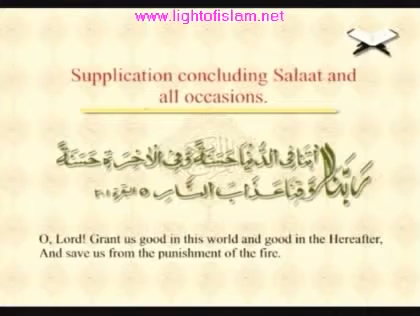 www.lightofislam.net
Supplication concluding Salaat and
all occasions.
رَبَّنَا آتِنَا فِى الدُّنْيَا حَسَنَةً وَّ فِى الْاٰخِرَةِ حَسَنَةً
وَّقِنَا عَذَابَ النَّارِ
O, Lord! Grant us good in this world and good in the Hereafter,
And save us from the punishment of the fire.